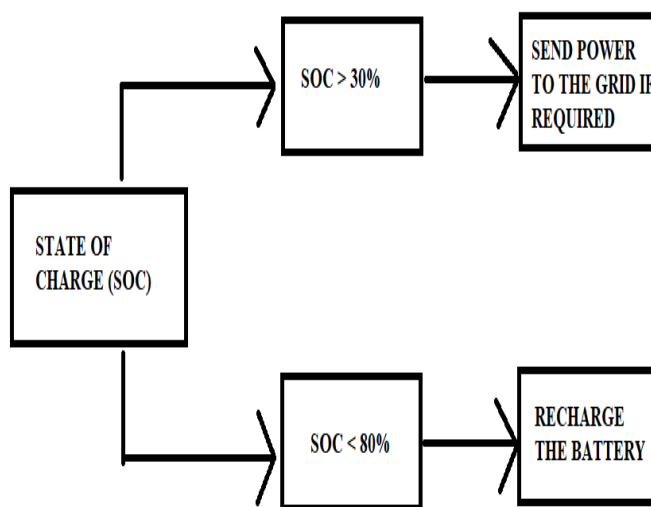 SOC > 30%
SEND POWER
TO THE GRID IF
REQUIRED
STATE OF
CHARGE (SOC)
SOC < 80%
RECHARGE
THE BATTERY